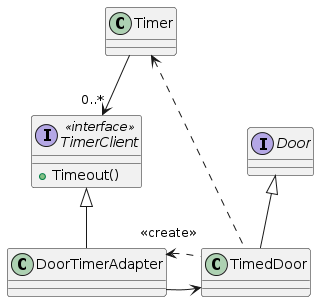 C Timer
0..*
I «interface»
TimerClient
Timeout()
I Door
«create»
C DoorTimerAdapter
C TimedDoor